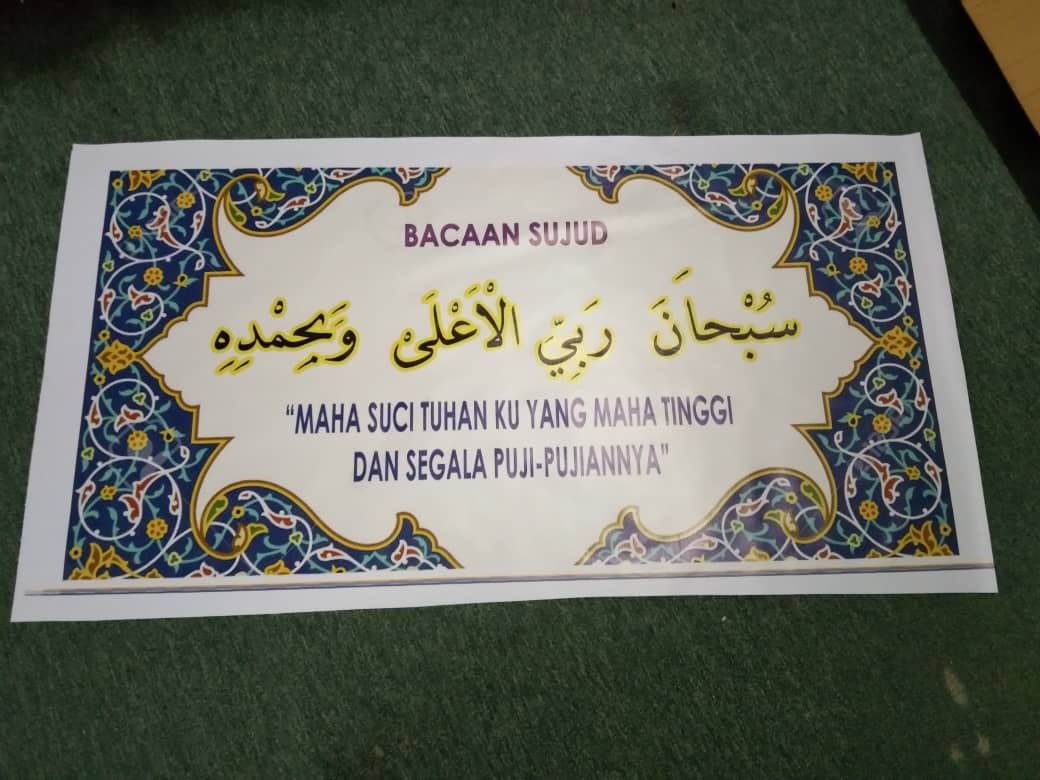 BACAAN SUJUD
سُبْحَانَ رَبِّيَ الْأَعْلَىٰ وَبِحَمْدِهِ
“MAHA SUCI TUHAN KU YANG MAHA TINGGI
DAN SEGALA PUJI-PUJIANNYA”